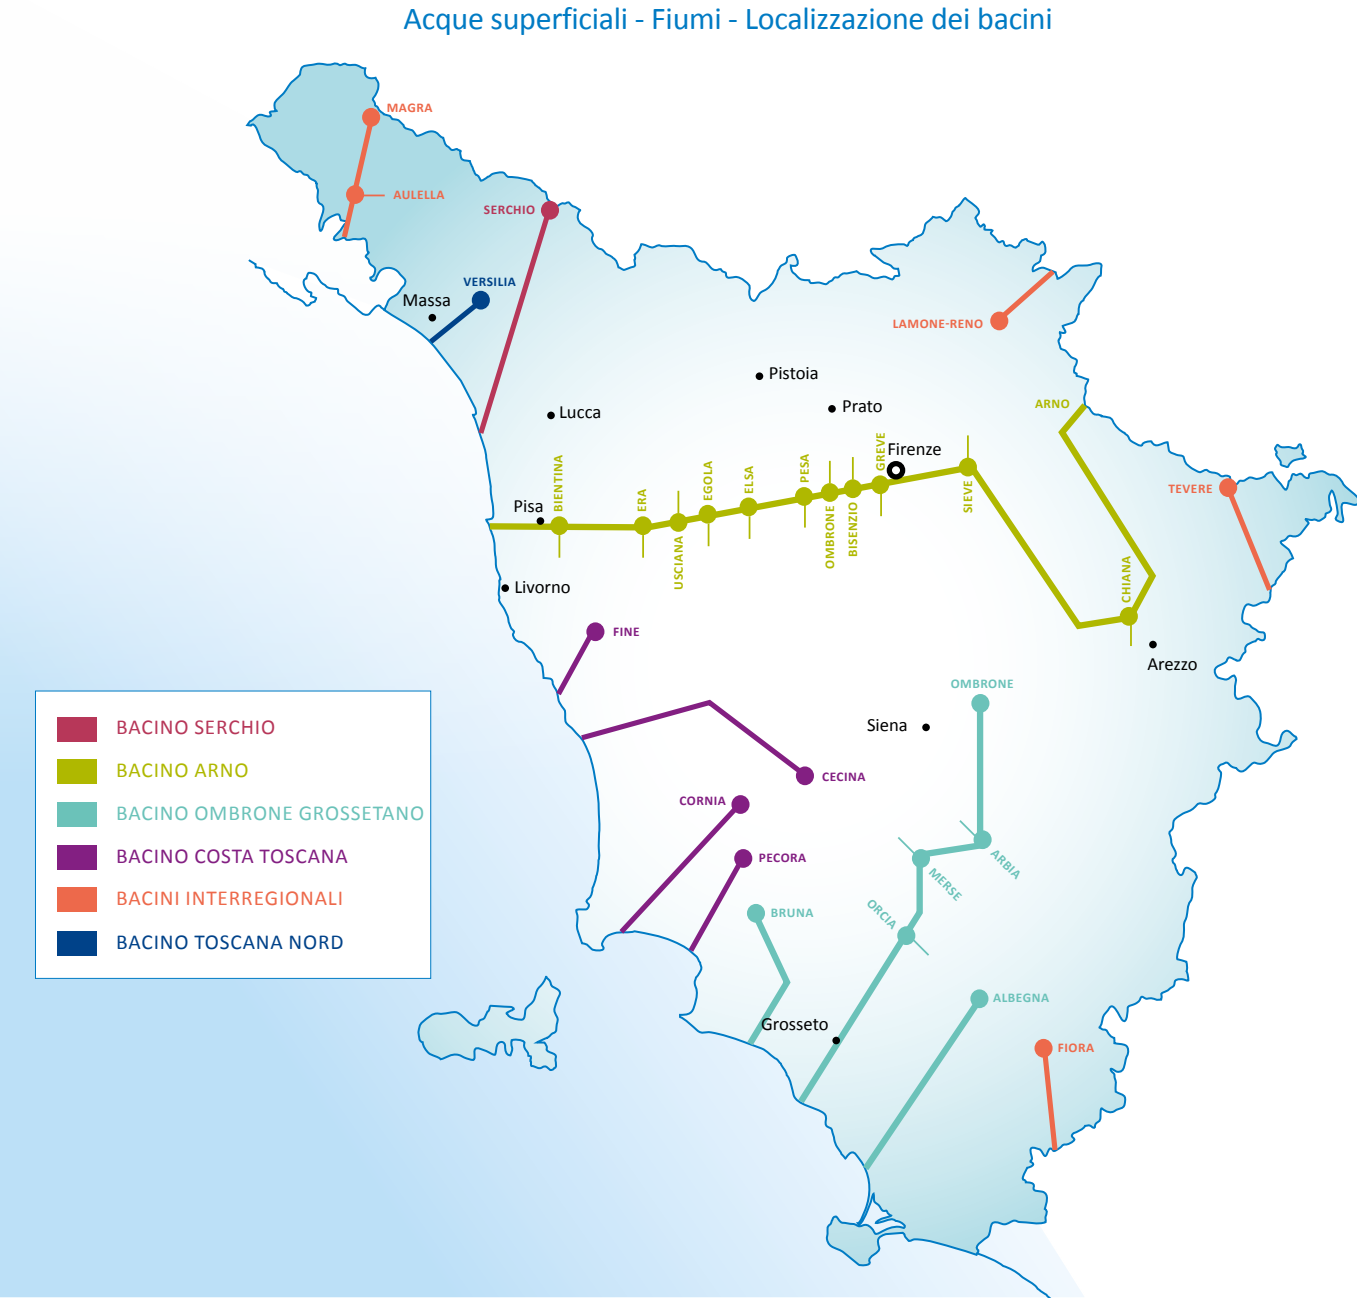 Acque superficiali - Fiumi - Localizzazione dei bacini
MAGRA
AULELLA
SERCHIO
VERSILIA
Massa
LAMONE-RENO
Pistoia
Prato
Lucca
ARNO
Firenze
GREVE
SIEVE
TEVERE
Pisa
BIENTINA
ERA
USCIANA
EGOLA
ELSA
PESA
OMBRONE
BISENZIO
CHIANA
Livorno
FINE
Arezzo
OMBRONE
Siena
CECINA
CORNIA
PECORA
ARBIA
MERSE
ORCIA
BRUNA
ALBEGNA
Grosseto
FIORA
BACINO SERCHIO
BACINO ARNO
BACINO OMBRONE GROSSETANO
BACINO COSTA TOSCANA
BACINI INTERREGIONALI
BACINO TOSCANA NORD